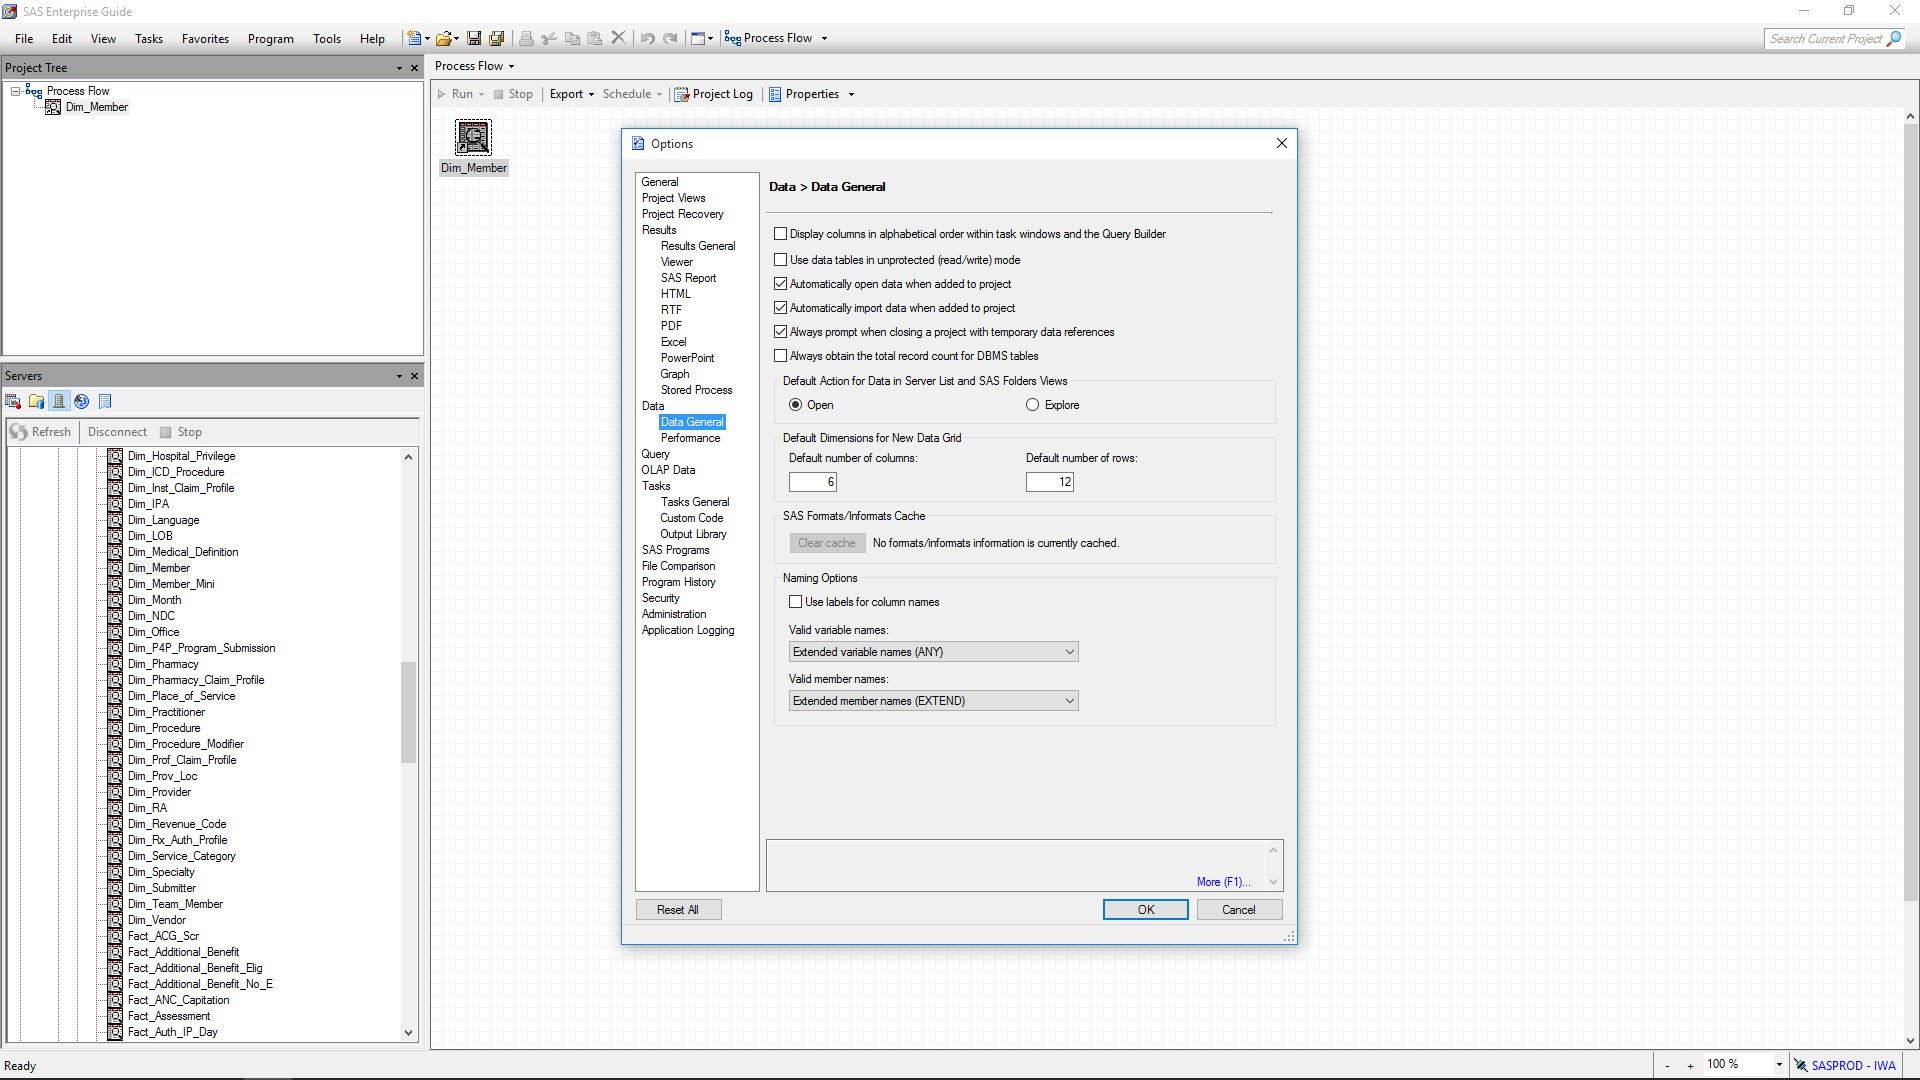 SAS Enterprise Guide
File Edit View Tasks Favorites Program Tools Help Process Flow Search Current Project
Project Tree
Process Flow
Dim_Member
Process Flow
Run Stop Export Schedule Project Log Properties
Dim_Member
Servers
Refresh Disconnect Stop
Dim_Hospital_Privilege
Dim_ICD_Procedure
Dim_Inst_Claim_Profile
Dim_IPA
Dim_Language
Dim_LOB
Dim_Medical_Definition
Dim_Member
Dim_Member_Mini
Dim_Month
Dim_NDC
Dim_Office
Dim_P4P_Program_Submission
Dim_Pharmacy
Dim_Pharmacy_Claim_Profile
Dim_Place_of_Service
Dim_Practitioner
Dim_Procedure
Dim_Procedure_Modifier
Dim_Prof_Claim_Profile
Dim_Prov_Loc
Dim_Provider
Dim_RA
Dim_Revenue_Code
Dim_Rx_Auth_Profile
Dim_Service_Category
Dim_Specialty
Dim_Submitter
Dim_Team_Member
Dim_Vendor
Fact_ACG_Scr
Fact_Additional_Benefit
Fact_Additional_Benefit_Elig
Fact_Additional_Benefit_No_E
Fact_ANC_Capitation
Fact_Assessment
Fact_Auth_IP_Day
Options
General
Project Views
Project Recovery
Results
Results General
Viewer
SAS Report
HTML
RTF
PDF
Excel
PowerPoint
Graph
Stored Process
Data
Data General
Performance
Query
OLAP Data
Tasks
Tasks General
Custom Code
Output Library
SAS Programs
File Comparison
Program History
Security
Administration
Application Logging
Data > Data General
Display columns in alphabetical order within task windows and the Query Builder
Use data tables in unprotected (read/write) mode
Automatically open data when added to project
Automatically import data when added to project
Always prompt when closing a project with temporary data references
Always obtain the total record count for DBMS tables
Default Action for Data in Server List and SAS Folders Views
Open Explore
Default Dimensions for New Data Grid
Default number of columns: Default number of rows:
6 12
SAS Formats/Informats Cache
Clear cache No formats/informats information is currently cached.
Naming Options
Use labels for column names
Valid variable names:
Extended variable names (ANY)
Valid member names:
Extended member names (EXTEND)
More (F1)...
Reset All OK Cancel
Ready - + 100 % SASPROD - IWA